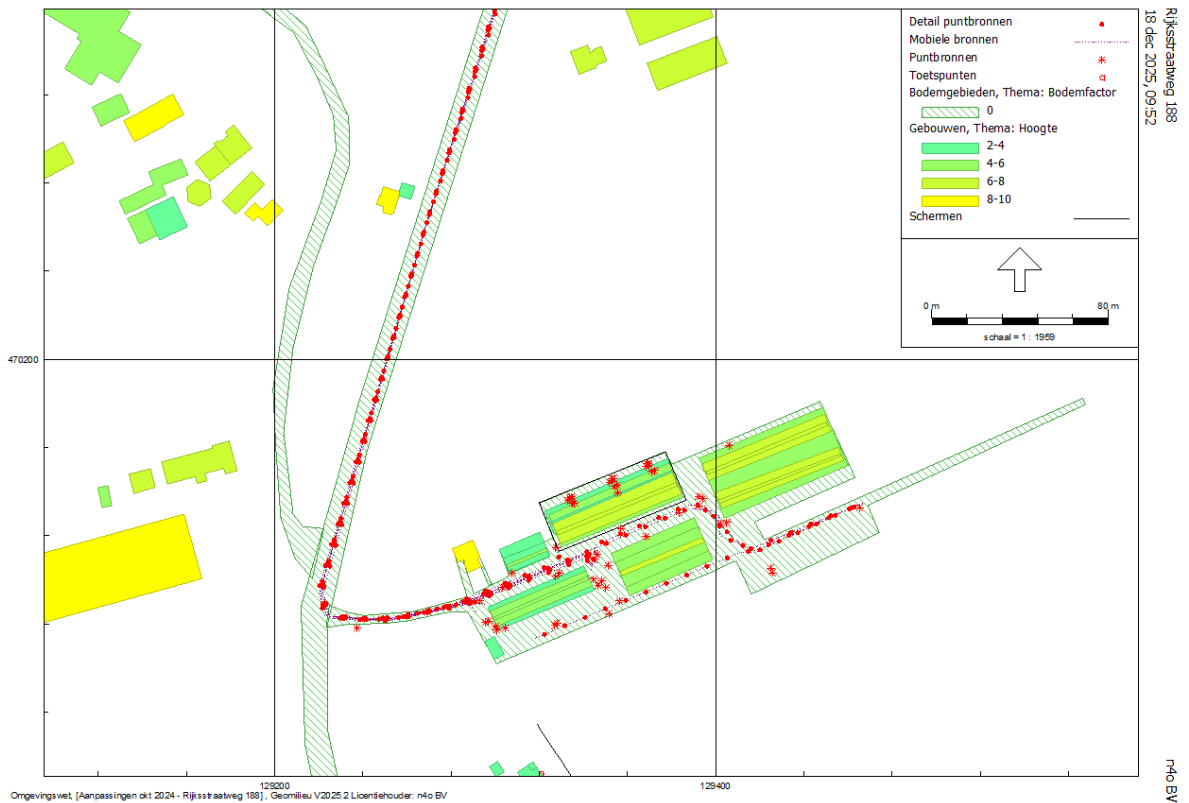 Detail puntbronnen
Mobiele bronnen
Puntbronnen
Toetspunten
Bodemgebieden, Thema: Bodemfactor
0
Gebouwen, Thema: Hoogte
2-4
4-6
6-8
8-10
Schermen
0 m 80 m
schaal = 1 : 1959
Rijksstraatweg 188
18 dec 2025, 09:52
n4o BV
470200
129200 129400
Omgevingswet, [Aanpassingen okt 2024 - Rijksstraatweg 188] , Geomilieu V2025.2 Licentiehouder: n4o BV